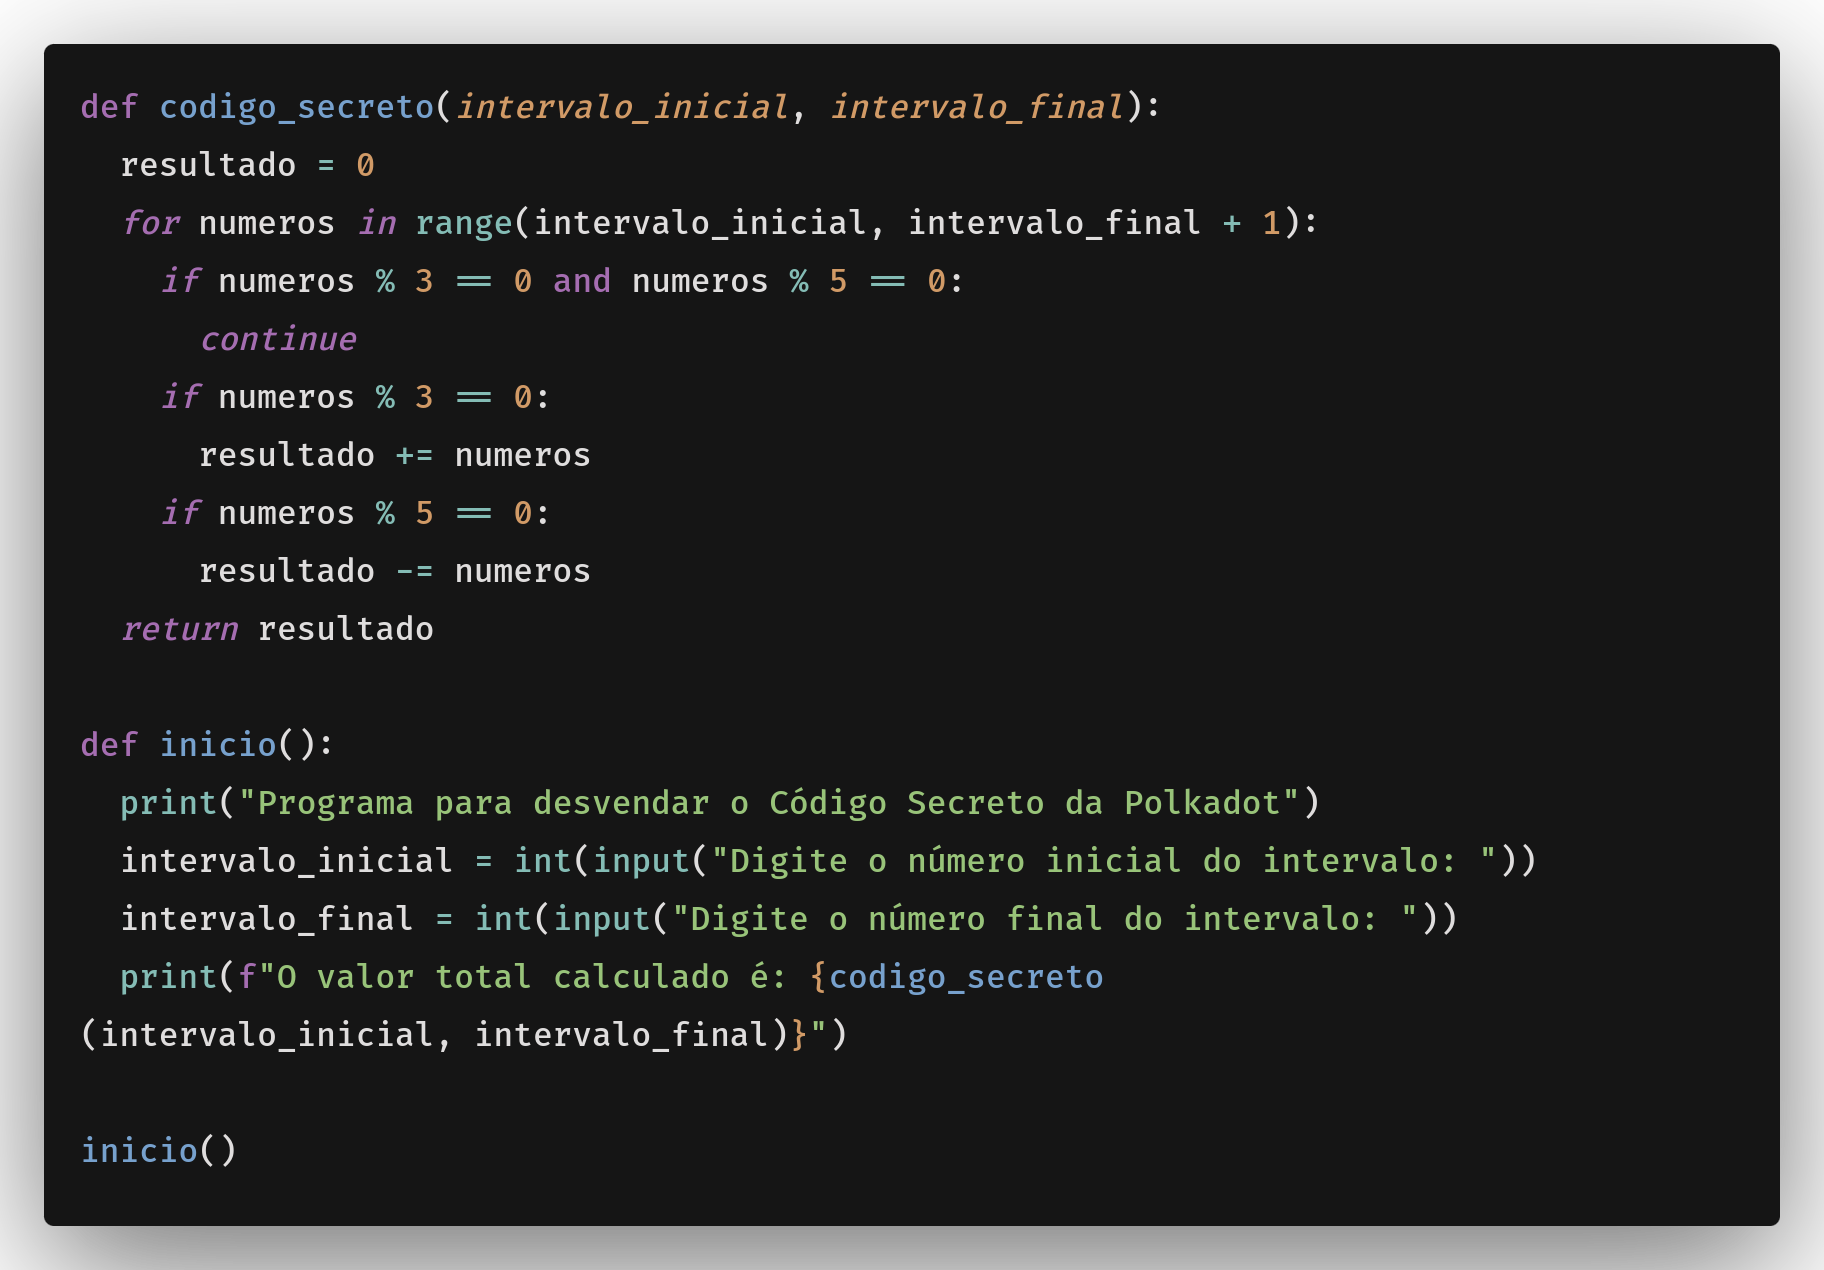 def codigo_secreto(intervalo_inicial, intervalo_final):
  resultado = 0
  for numeros in range(intervalo_inicial, intervalo_final + 1):
    if numeros % 3 == 0 and numeros % 5 == 0:
      continue
    if numeros % 3 == 0:
      resultado += numeros
    if numeros % 5 == 0:
      resultado -= numeros
  return resultado

def inicio():
  print("Programa para desvendar o Código Secreto da Polkadot")
  intervalo_inicial = int(input("Digite o número inicial do intervalo: "))
  intervalo_final = int(input("Digite o número final do intervalo: "))
  print(f"O valor total calculado é: {codigo_secreto
(intervalo_inicial, intervalo_final)}")

inicio()